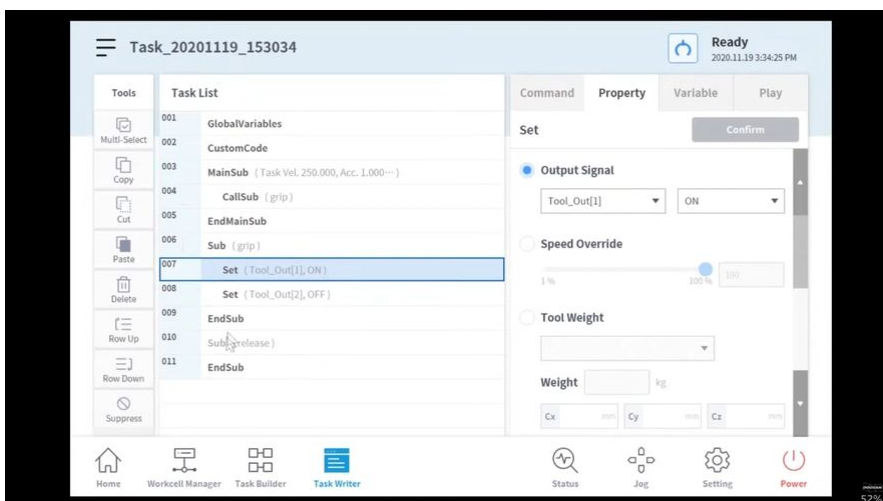 Task_20201119_153034
Ready
2020.11.19 3:34:25 PM
Tools
Task List
Command
Property
Variable
Play
Multi-Select
Copy
Cut
Paste
Delete
Row Up
Row Down
Suppress
001 GlobalVariables
002 CustomCode
003 MainSub ( Task Vel. 250.000, Acc. 1.000··· )
004 CallSub ( grip )
005 EndMainSub
006 Sub ( grip )
007 Set ( Tool_Out[1], ON )
008 Set ( Tool_Out[2], OFF )
009 EndSub
010 Sub release )
011 EndSub
Set
Confirm
Output Signal
Tool_Out[1]
ON
Speed Override
1 %
100 %
100
Tool Weight
Weight
kg
Cx mm Cy mm Cz mm
Home
Workcell Manager
Task Builder
Task Writer
Status
Jog
Setting
Power
52%